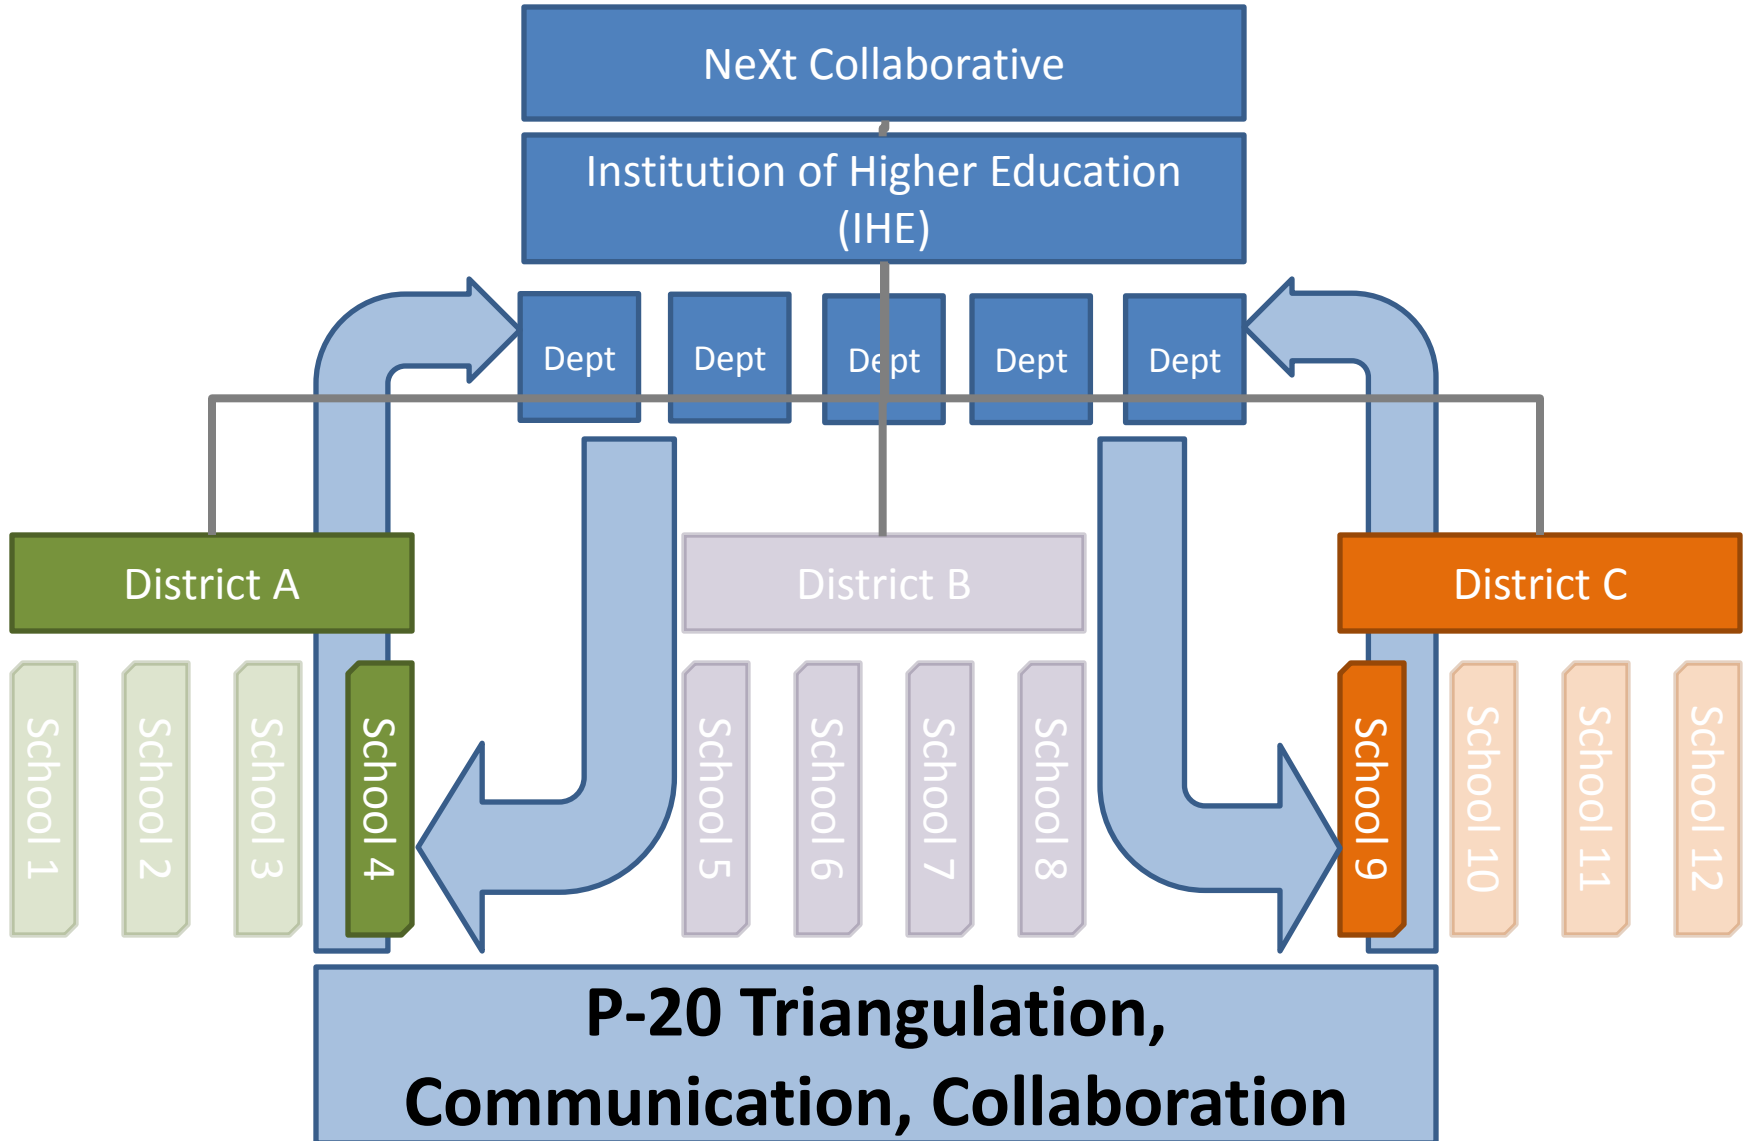 NeXt Collaborative
Institution of Higher Education
(IHE)
Dept
Dept
Dept
Dept
Dept
District A
District B
District C
School 1
School 2
School 3
School 4
School 5
School 6
School 7
School 8
School 9
School 10
School 11
School 12
P-20 Triangulation,
Communication, Collaboration